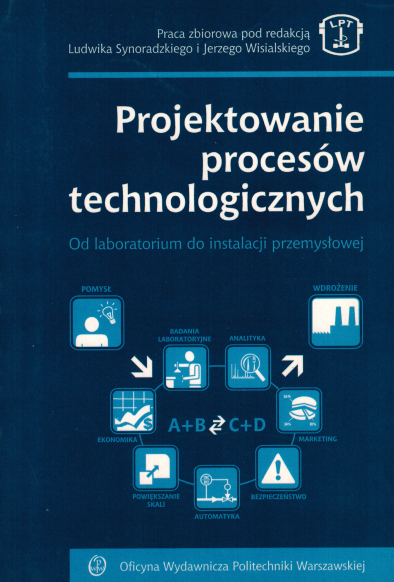 Praca zbiorowa pod redakcją
Ludwika Synoradzkiego i Jerzego Wisialskiego
LPT
Projektowanie
procesów
technologicznych
Od laboratorium do instalacji przemysłowej
POMYSŁ
WDROŻENIE
BADANIA
LABORATORYJNE
ANALITYKA
EKONOMIKA
A+B ⇄ C+D
MARKETING
POWIĘKSZANIE
SKALI
AUTOMATYKA
BEZPIECZEŃSTWO
Oficyna Wydawnicza Politechniki Warszawskiej